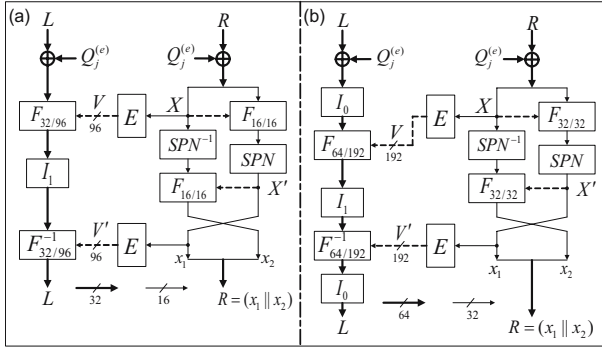 (a)
L
R
Q_j^{(e)}
Q_j^{(e)}
F_{32/96}
V
96
E
X
F_{16/16}
SPN^{-1}
SPN
I_1
F_{16/16}
X'
F^{-1}_{32/96}
V'
96
E
x_1
x_2
L
32
16
R = (x_1 || x_2)
(b)
L
R
Q_j^{(e)}
Q_j^{(e)}
I_0
F_{64/192}
V
192
E
X
F_{32/32}
SPN^{-1}
SPN
F_{32/32}
X'
I_1
F^{-1}_{64/192}
V'
192
E
x_1
x_2
I_0
L
64
32
R = (x_1 || x_2)